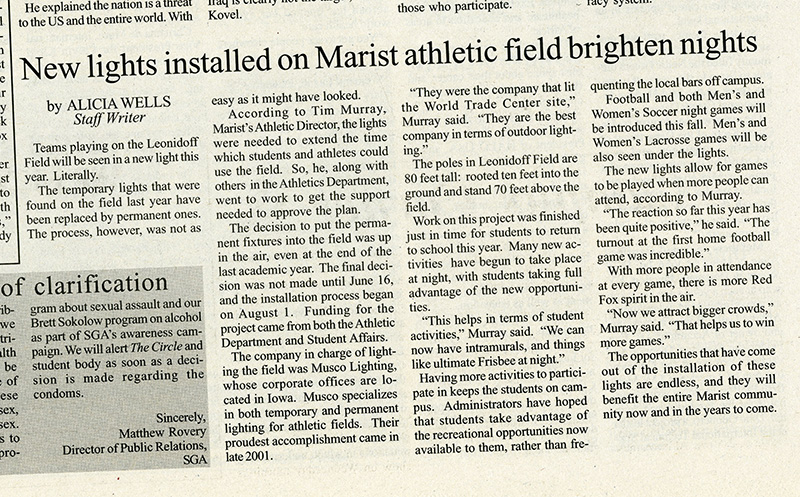 He explained the nation is a threat
to the US and the entire world. With
Kovel.
those who participate.
New lights installed on Marist athletic field brighten nights
by ALICIA WELLS
Staff Writer
Teams playing on the Leonidoff
Field will be seen in a new light this
year. Literally.
The temporary lights that were
found on the field last year have
been replaced by permanent ones.
The process, however, was not as
easy as it might have looked.
According to Tim Murray,
Marist's Athletic Director, the lights
were needed to extend the time
which students and athletes could
use the field. So, he, along with
others in the Athletics Department,
went to work to get the support
needed to approve the plan.
The decision to put the perma-
nent fixtures into the field was up
in the air, even at the end of the
last academic year. The final deci-
sion was not made until June 16,
and the installation process began
on August 1. Funding for the
project came from both the Athletic
Department and Student Affairs.
The company in charge of light-
ing the field was Musco Lighting,
whose corporate offices are lo-
cated in Iowa. Musco specializes
in both temporary and permanent
lighting for athletic fields. Their
proudest accomplishment came in
late 2001.
"They were the company that lit
the World Trade Center site,"
Murray said. "They are the best
company in terms of outdoor light-
ing."
The poles in Leonidoff Field are
80 feet tall: rooted ten feet into the
ground and stand 70 feet above the
field.
Work on this project was finished
just in time for students to return
to school this year. Many new ac-
tivities have begun to take place
at night, with students taking full
advantage of the new opportuni-
ties.
"This helps in terms of student
activities," Murray said. "We can
now have intramurals, and things
like ultimate Frisbee at night."
Having more activities to partici-
pate in keeps the students on cam-
pus. Administrators have hoped
that students take advantage of
the recreational opportunities now
available to them, rather than fre-
quenting the local bars off campus.
Football and both Men's and
Women's Soccer night games will
be introduced this fall. Men's and
Women's Lacrosse games will be
also seen under the lights.
The new lights allow for games
to be played when more people can
attend, according to Murray.
"The reaction so far this year has
been quite positive," he said. "The
turnout at the first home football
game was incredible."
With more people in attendance
at every game, there is more Red
Fox spirit in the air.
"Now we attract bigger crowds,"
Murray said. "That helps us to win
more games."
The opportunities that have come
out of the installation of these
lights are endless, and they will
benefit the entire Marist commu-
nity now and in the years to come.
of clarification
gram about sexual assault and our
Brett Sokolow program on alcohol
as part of SGA's awareness cam-
paign. We will alert The Circle and
student body as soon as a deci-
sion is made regarding the
condoms.
Sincerely,
Matthew Rovery
Director of Public Relations,
SGA